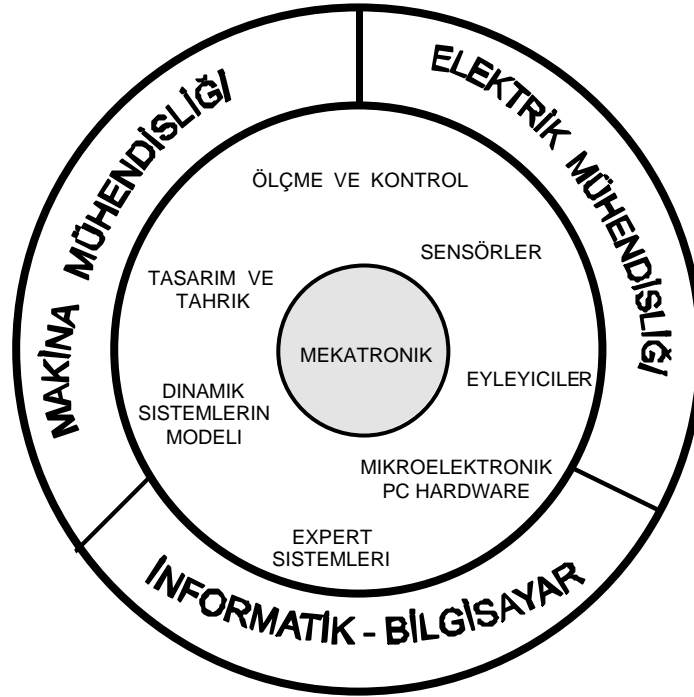 MAKİNA MÜHENDİSLİĞİ
ELEKTRİK MÜHENDİSLİĞİ
ÖLÇME VE KONTROL
SENSÖRLER
TASARIM VE
TAHRIK
MEKATRONIK
EYLEYICILER
DINAMIK
SISTEMLERIN
MODELI
MIKROELEKTRONIK
PC HARDWARE
EXPERT
SISTEMLERI
İNFORMATİK - BİLGİSAYAR